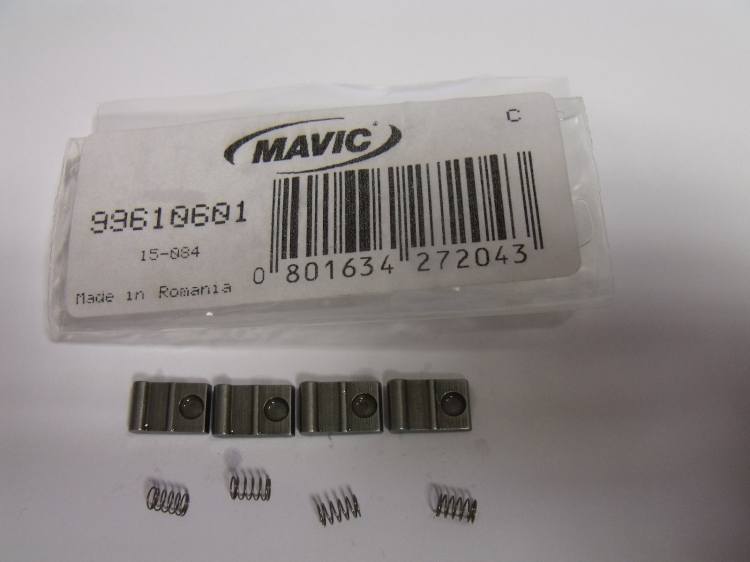 C
MAVIC
99610601
15-084
0 801634 272043
Made in Romania